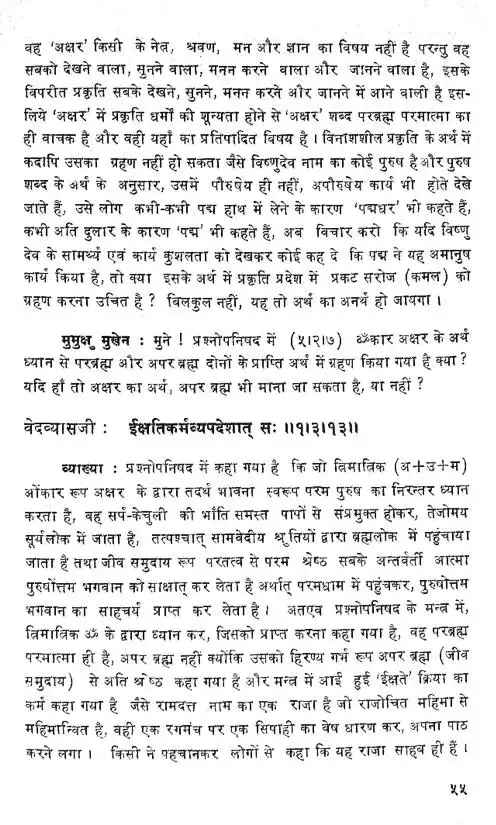 वह 'अक्षर' किसी के नेत्र, श्रवण, मन और ज्ञान का विषय नहीं है परन्तु वह
सबको देखने वाला, सुनने वाला, मनन करने वाला और जानने वाला है, इसके
विपरीत प्रकृति सबके देखने, सुनने, मनन करने और जानने में आने वाली है इस-
लिये 'अक्षर' में प्रकृति धर्मों की शून्यता होने से 'अक्षर' शब्द परब्रह्म परमात्मा का
ही वाचक है और वही यहाँ का प्रतिपादित विषय है । विनाशशील प्रकृति के अर्थ में
कदापि उसका ग्रहण नहीं हो सकता जैसे विष्णुदेव नाम का कोई पुरुष है और पुरुष
शब्द के अर्थ के अनुसार, उसमें पौरुषेय ही नहीं, अपौरुषेय कार्य भी होते देखे
जाते हैं, उसे लोग कभी-कभी पद्म हाथ में लेने के कारण 'पद्मधर' भी कहते हैं,
कभी अति दुलार के कारण 'पद्म' भी कहते हैं, अब विचार करो कि यदि विष्णु
देव के सामर्थ्य एवं कार्य कुशलता को देखकर कोई कह दे कि पद्म ने यह अमानुष
कार्य किया है, तो क्या इसके अर्थ में प्रकृति प्रदेश में प्रकट सरोज (कमल) को
ग्रहण करना उचित है ? बिलकुल नहीं, यह तो अर्थ का अनर्थ हो जायगा ।
मुमुक्षु मुखेन : मुने ! प्रश्नोपनिषद में (५।२।७) ॐकार अक्षर के अर्थ
ध्यान से परब्रह्म और अपर ब्रह्म दोनों के प्राप्ति अर्थ में ग्रहण किया गया है क्या ?
यदि हाँ तो अक्षर का अर्थ, अपर ब्रह्म भी माना जा सकता है, या नहीं ?
वेदव्यासजी : ईक्षतिकर्मव्यपदेशात् सः ॥१।३।१३॥
व्याख्या : प्रश्नोपनिषद में कहा गया है कि जो त्रिमात्रिक (अ+उ+म)
ओंकार रूप अक्षर के द्वारा तदर्थ भावना स्वरूप परम पुरुष का निरन्तर ध्यान
करता है, वह सर्प-केचुली की भाँति समस्त पापों से संप्रमुक्त होकर, तेजोमय
सूर्यलोक में जाता है, तत्पश्चात् सामवेदीय श्रुतियों द्वारा ब्रह्मलोक में पहुंचाया
जाता है तथा जीव समुदाय रूप परतत्व से परम श्रेष्ठ सबके अन्तर्वर्ती आत्मा
पुरुषोत्तम भगवान को साक्षात् कर लेता है अर्थात् परमधाम में पहुंचकर, पुरुषोत्तम
भगवान का साहचर्य प्राप्त कर लेता है । अतएव प्रश्नोपनिषद के मन्त्र में,
त्रिमात्रिक ॐ के द्वारा ध्यान कर, जिसको प्राप्त करना कहा गया है, वह परब्रह्म
परमात्मा ही है, अपर ब्रह्म नहीं क्योंकि उसको हिरण्य गर्भ रूप अपर ब्रह्म (जीव
समुदाय) से अति श्रेष्ठ कहा गया है और मन्त्र में आई हुई 'ईक्षते' क्रिया का
कर्म कहा गया है जैसे रामदत्त नाम का एक राजा है जो राजोचित महिमा से
महिमान्वित है, वही एक रगमंच पर एक सिपाही का वेष धारण कर, अपना पाठ
करने लगा । किसी ने पहचानकर लोगों से कहा कि यह राजा साहब ही हैं ।
५५